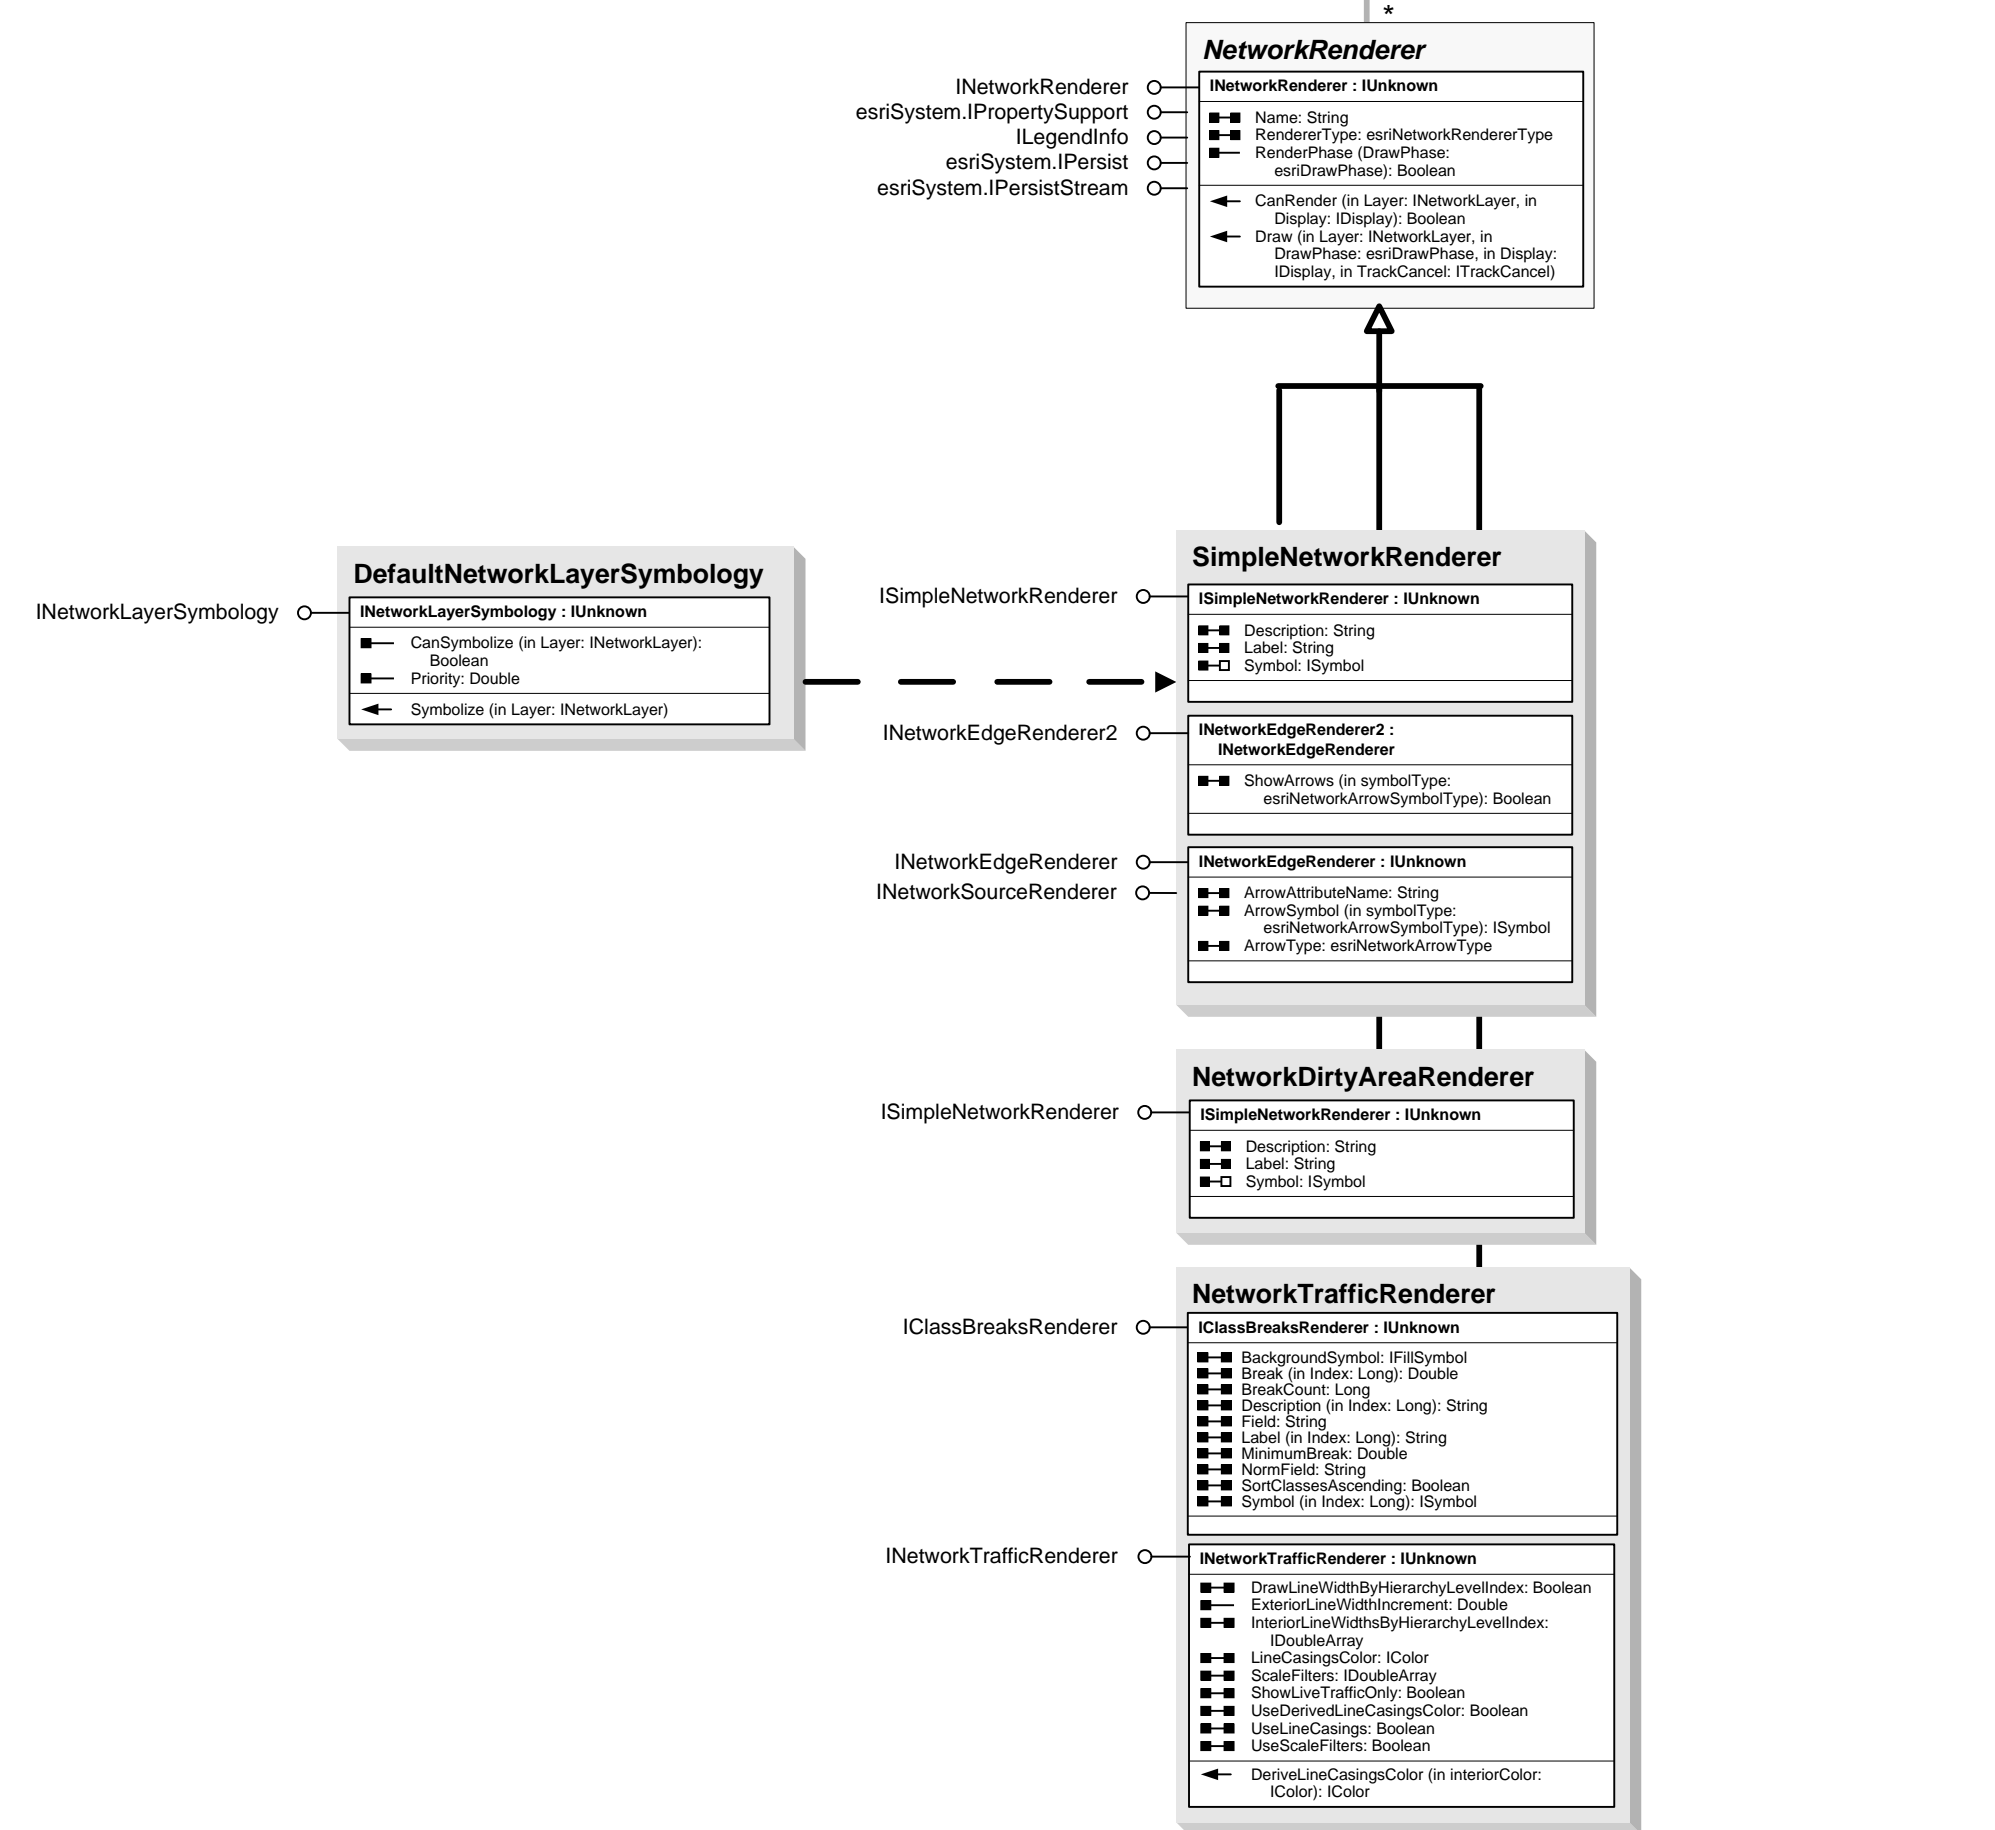 *
NetworkRenderer
INetworkRenderer
esriSystem.IPropertySupport
ILegendInfo
esriSystem.IPersist
esriSystem.IPersistStream
INetworkRenderer : IUnknown
Name: String
RendererType: esriNetworkRendererType
RenderPhase (DrawPhase:
esriDrawPhase): Boolean
CanRender (in Layer: INetworkLayer, in
Display: IDisplay): Boolean
Draw (in Layer: INetworkLayer, in
DrawPhase: esriDrawPhase, in Display:
IDisplay, in TrackCancel: ITrackCancel)
DefaultNetworkLayerSymbology
INetworkLayerSymbology
INetworkLayerSymbology : IUnknown
CanSymbolize (in Layer: INetworkLayer):
Boolean
Priority: Double
Symbolize (in Layer: INetworkLayer)
SimpleNetworkRenderer
ISimpleNetworkRenderer
ISimpleNetworkRenderer : IUnknown
Description: String
Label: String
Symbol: ISymbol
INetworkEdgeRenderer2
INetworkEdgeRenderer2 :
INetworkEdgeRenderer
ShowArrows (in symbolType:
esriNetworkArrowSymbolType): Boolean
INetworkEdgeRenderer
INetworkSourceRenderer
INetworkEdgeRenderer : IUnknown
ArrowAttributeName: String
ArrowSymbol (in symbolType:
esriNetworkArrowSymbolType): ISymbol
ArrowType: esriNetworkArrowType
NetworkDirtyAreaRenderer
ISimpleNetworkRenderer
ISimpleNetworkRenderer : IUnknown
Description: String
Label: String
Symbol: ISymbol
NetworkTrafficRenderer
IClassBreaksRenderer
IClassBreaksRenderer : IUnknown
BackgroundSymbol: IFillSymbol
Break (in Index: Long): Double
BreakCount: Long
Description (in Index: Long): String
Field: String
Label (in Index: Long): String
MinimumBreak: Double
NormField: String
SortClassesAscending: Boolean
Symbol (in Index: Long): ISymbol
INetworkTrafficRenderer
INetworkTrafficRenderer : IUnknown
DrawLineWidthByHierarchyLevelIndex: Boolean
ExteriorLineWidthIncrement: Double
InteriorLineWidthsByHierarchyLevelIndex:
IDoubleArray
LineCasingsColor: IColor
ScaleFilters: IDoubleArray
ShowLiveTrafficOnly: Boolean
UseDerivedLineCasingsColor: Boolean
UseLineCasings: Boolean
UseScaleFilters: Boolean
DeriveLineCasingsColor (in interiorColor:
IColor): IColor